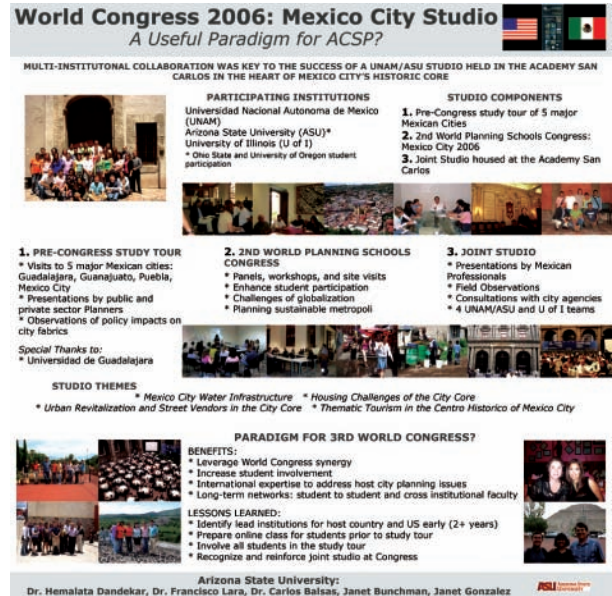 World Congress 2006: Mexico City Studio
A Useful Paradigm for ACSP?
MULTI-INSTITUTONAL COLLABORATION WAS KEY TO THE SUCCESS OF A UNAM/ASU STUDIO HELD IN THE ACADEMY SAN
CARLOS IN THE HEART OF MEXICO CITY'S HISTORIC CORE
PARTICIPATING INSTITUTIONS
Universidad Nacional Autonoma de Mexico
(UNAM)
Arizona State University (ASU)*
University of Illinois (U of I)
* Ohio State and University of Oregon student
participation
STUDIO COMPONENTS
1. Pre-Congress study tour of 5 major
Mexican Cities
2. 2nd World Planning Schools Congress:
Mexico City 2006
3. Joint Studio housed at the Academy San
Carlos
1. PRE-CONGRESS STUDY TOUR
* Visits to 5 major Mexican cities:
Guadalajara, Guanajuato, Puebla,
Mexico City
* Presentations by public and
private sector Planners
* Observations of policy impacts on
city fabrics
Special Thanks to:
* Universidad de Guadalajara
2. 2ND WORLD PLANNING SCHOOLS
CONGRESS
* Panels, workshops, and site visits
* Enhance student participation
* Challenges of globalization
* Planning sustainable metropoli
3. JOINT STUDIO
* Presentations by Mexican
Professionals
* Field Observations
* Consultations with city agencies
* 4 UNAM/ASU and U of I teams
STUDIO THEMES
* Mexico City Water Infrastructure * Housing Challenges of the City Core
* Urban Revitalization and Street Vendors in the City Core * Thematic Tourism in the Centro Historico of Mexico City
PARADIGM FOR 3RD WORLD CONGRESS?
BENEFITS:
* Leverage World Congress synergy
* Increase student involvement
* International expertise to address host city planning issues
* Long-term networks: student to student and cross institutional faculty
LESSONS LEARNED:
* Identify lead institutions for host country and US early (2+ years)
* Prepare online class for students prior to study tour
* Involve all students in the study tour
* Recognize and reinforce joint studio at Congress
Arizona State University:
Dr. Hemalata Dandekar, Dr. Francisco Lara, Dr. Carlos Balsas, Janet Bunchman, Janet Gonzalez
ASU Arizona State University